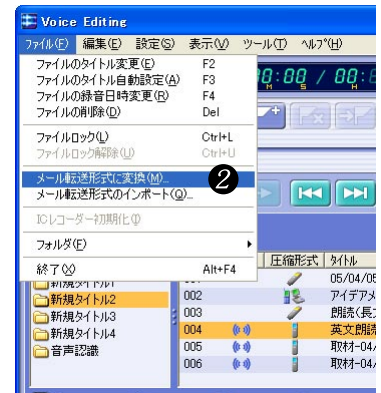 Voice Editing
ファイル(F) 編集(E) 設定(S) 表示(V) ツール(T) ヘルプ(H)
ファイルのタイトル変更(E) F2
ファイルのタイトル自動設定(A) F3
ファイルの録音日時変更(R) F4
ファイルの削除(D) Del
ファイルロック(L) Ctrl+L
ファイルロック解除(U) Ctrl+U
メール転送形式に変換(M)... 2
メール転送形式のインポート(Q)...
ICレコーダー初期化(I)
フォルダ(F)
終了(X) Alt+F4
圧縮形式 タイトル
新規タイトル1 001 05/04/05
新規タイトル2 002 アイデアメ
新規タイトル3 003 朗読(長文
新規タイトル4 004 英文朗読
音声認識 005 取材-04/
006 取材-04/